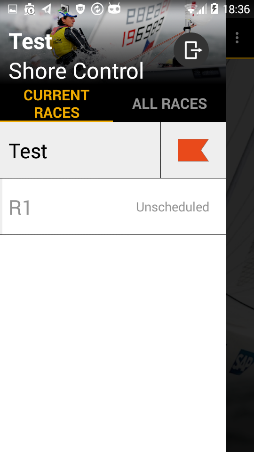 18:36
Test
Shore Control
CURRENT
RACES
ALL RACES
Test
R1
Unscheduled